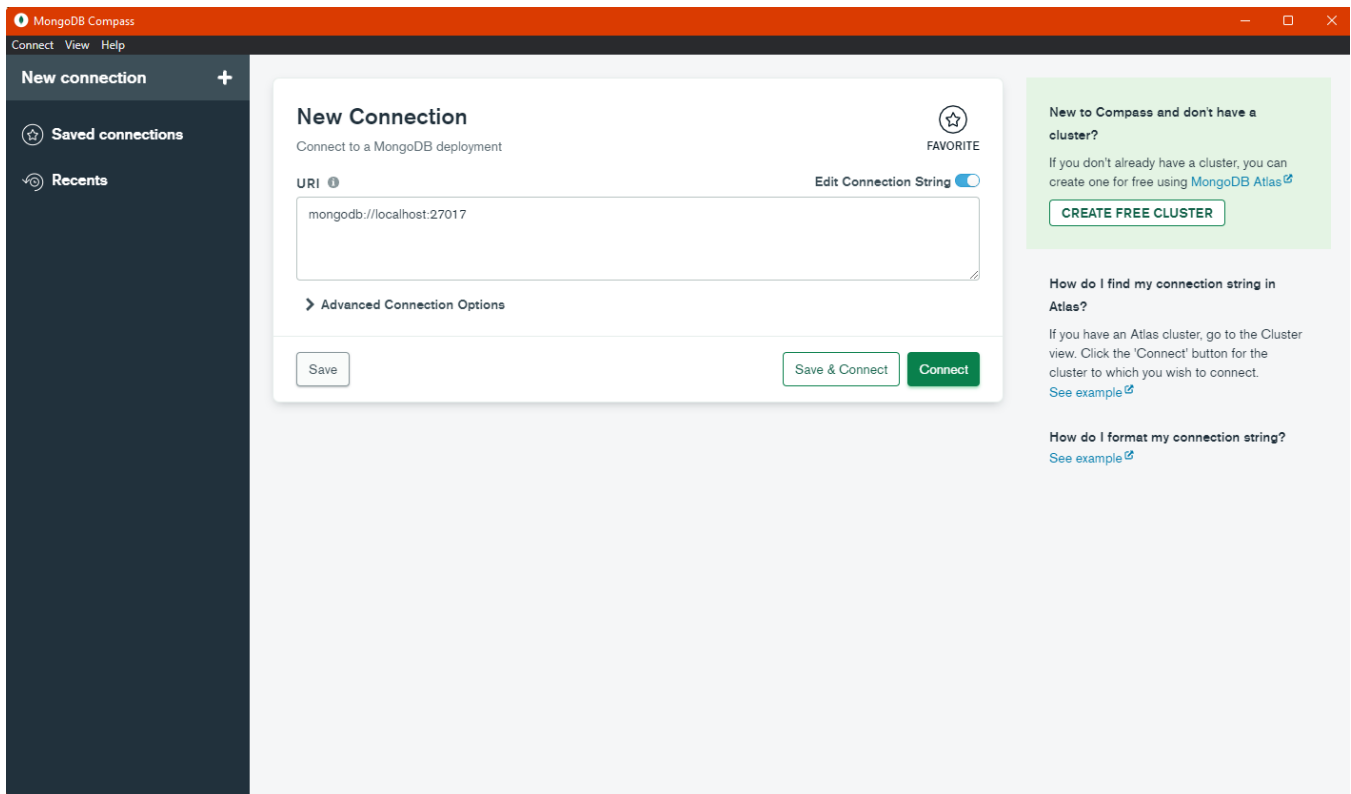 MongoDB Compass
Connect View Help
New connection
Saved connections
Recents
New Connection
Connect to a MongoDB deployment
FAVORITE
URI
Edit Connection String
mongodb://localhost:27017
Advanced Connection Options
Save
Save & Connect
Connect
New to Compass and don't have a
cluster?
If you don't already have a cluster, you can
create one for free using MongoDB Atlas
CREATE FREE CLUSTER
How do I find my connection string in
Atlas?
If you have an Atlas cluster, go to the Cluster
view. Click the 'Connect' button for the
cluster to which you wish to connect.
See example
How do I format my connection string?
See example